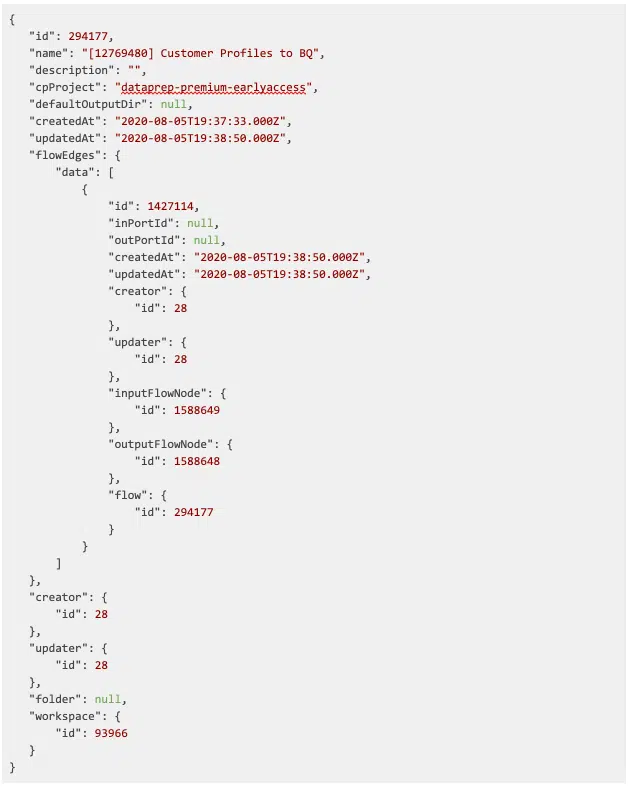 {
"id": 294177,
"name": "[12769480] Customer Profiles to BQ",
"description": "",
"cpProject": "dataprep-premium-earlyaccess",
"defaultOutputDir": null,
"createdAt": "2020-08-05T19:37:33.000Z",
"updatedAt": "2020-08-05T19:38:50.000Z",
"flowEdges": {
"data": [
{
"id": 1427114,
"inPortId": null,
"outPortId": null,
"createdAt": "2020-08-05T19:38:50.000Z",
"updatedAt": "2020-08-05T19:38:50.000Z",
"creator": {
"id": 28
},
"updater": {
"id": 28
},
"inputFlowNode": {
"id": 1588649
},
"outputFlowNode": {
"id": 1588648
},
"flow": {
"id": 294177
}
}
]
},
"creator": {
"id": 28
},
"updater": {
"id": 28
},
"folder": null,
"workspace": {
"id": 93966
}
}